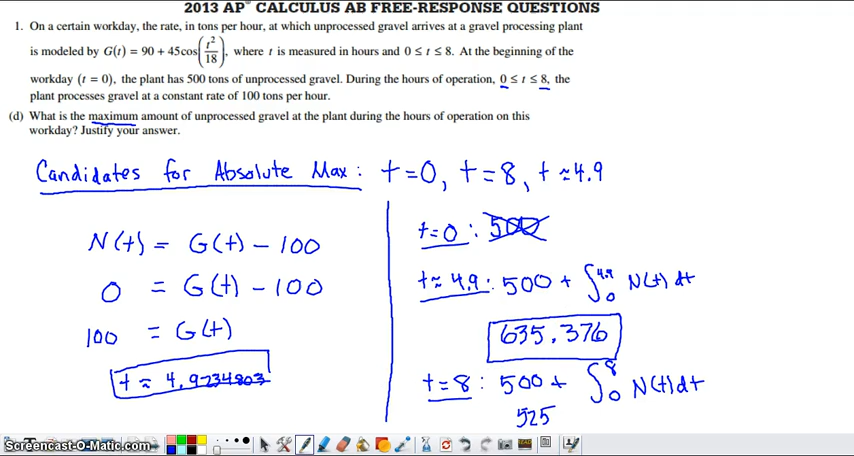 2013 AP® CALCULUS AB FREE-RESPONSE QUESTIONS
1. On a certain workday, the rate, in tons per hour, at which unprocessed gravel arrives at a gravel processing plant
is modeled by G(t) = 90 + 45cos(t²/18), where t is measured in hours and 0 ≤ t ≤ 8. At the beginning of the
workday (t = 0), the plant has 500 tons of unprocessed gravel. During the hours of operation, 0 ≤ t ≤ 8, the
plant processes gravel at a constant rate of 100 tons per hour.
(d) What is the maximum amount of unprocessed gravel at the plant during the hours of operation on this
workday? Justify your answer.
Candidates for Absolute Max: t=0, t=8, t≈4.9
N(t) = G(t) - 100
0 = G(t) - 100
100 = G(t)
t ≈ 4.9234803
t=0: 500
t≈4.9: 500 + ∫₀^4.9 N(t) dt
635.376
t=8: 500 + ∫₀^8 N(t) dt
525
Screencast-O-Matic.com